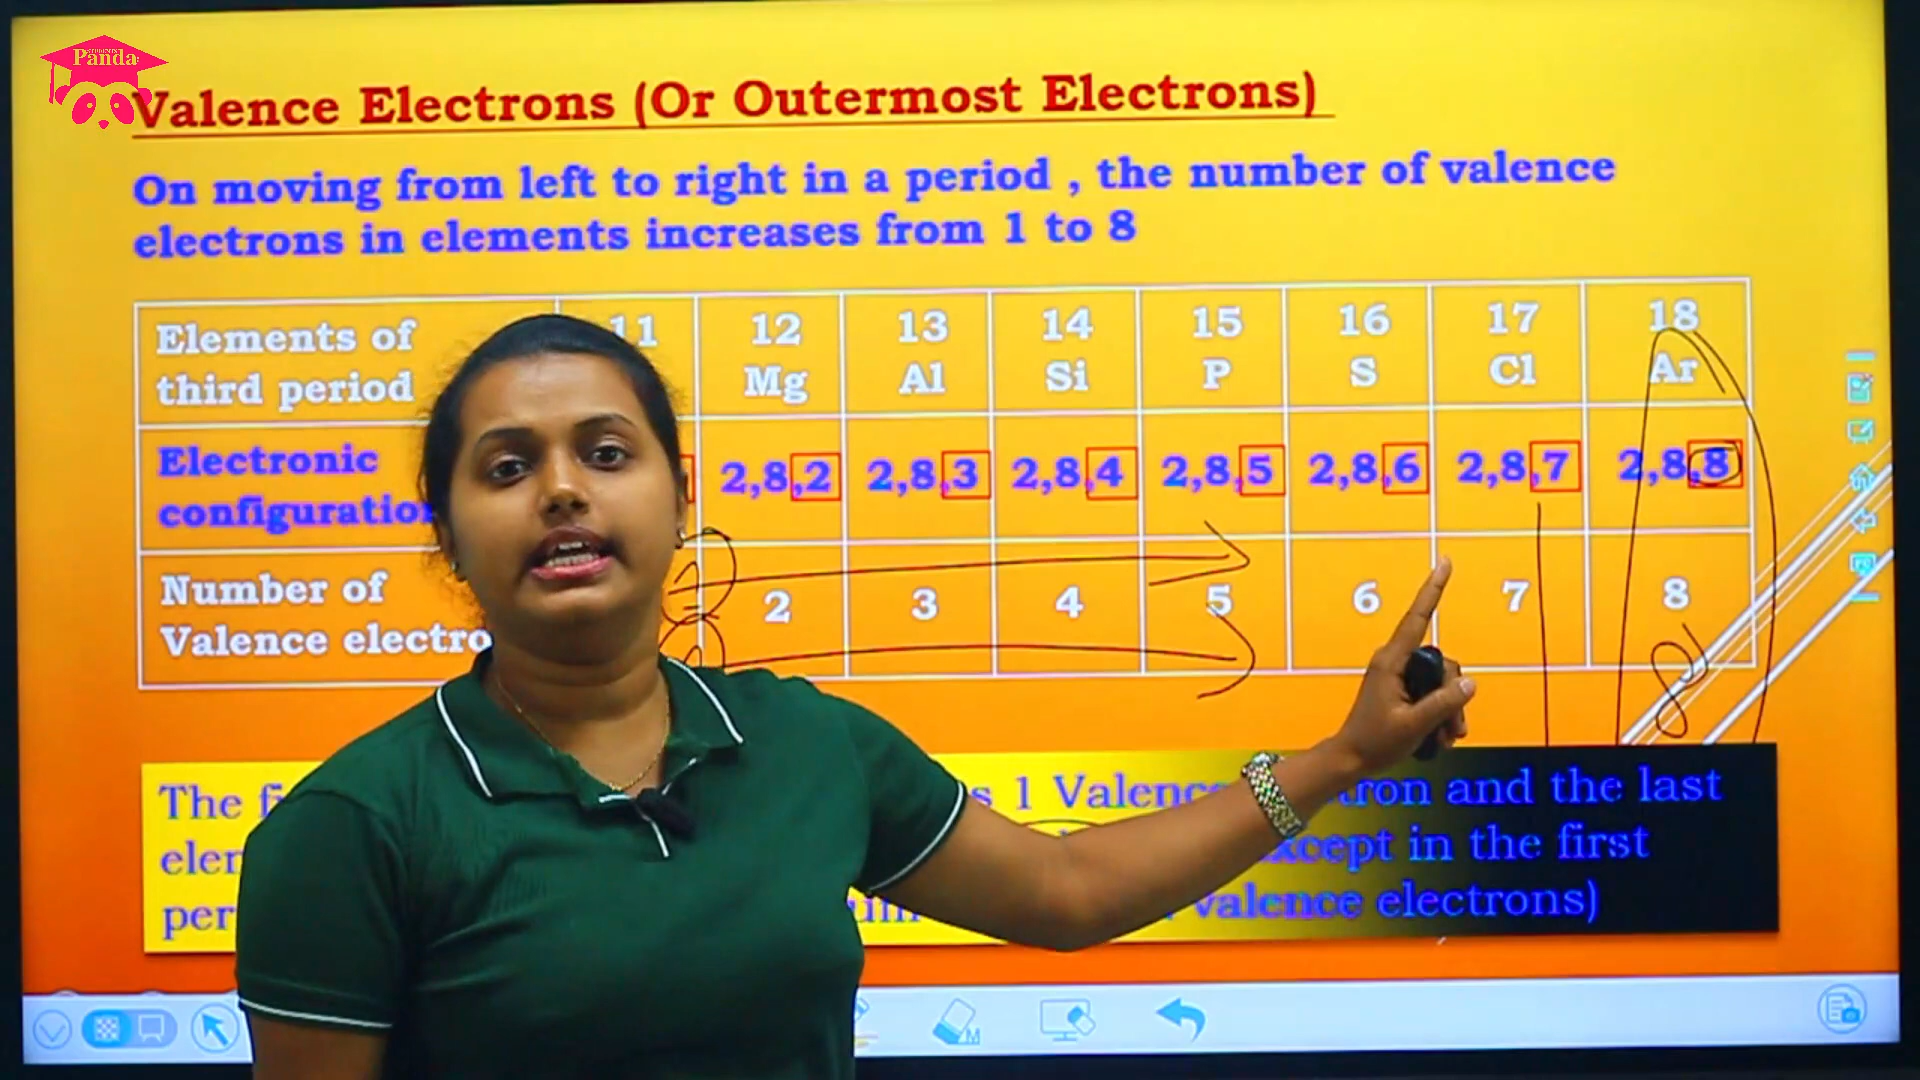 STUDENTS
Panda
Valence Electrons (Or Outermost Electrons)
On moving from left to right in a period , the number of valence
electrons in elements increases from 1 to 8
Elements of third period 11 12 Mg 13 Al 14 Si 15 P 16 S 17 Cl 18 Ar
Electronic 2,8,2 2,8,3 2,8,4 2,8,5 2,8,6 2,8,7 2,8,8
Number of Valence 2 3 4 5 6 7 8
8
The 1 and the last
in the first
valence electrons)
M